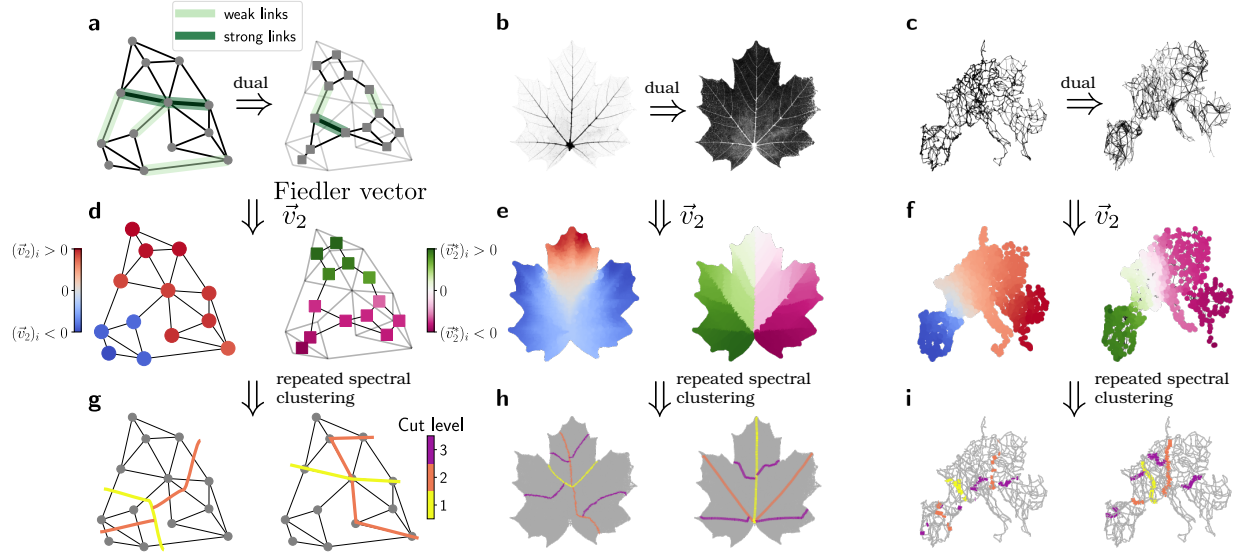 a
weak links
strong links
dual
⇒
b
dual
⇒
c
dual
⇒
Fiedler vector
d
⇓ v⃗₂
(v⃗₂)ᵢ > 0
0
(v⃗₂)ᵢ < 0
(v⃗₂*)ᵢ > 0
0
(v⃗₂*)ᵢ < 0
e
⇓ v⃗₂
f
⇓ v⃗₂
g
⇓ repeated spectral
clustering
Cut level
3
2
1
h
⇓ repeated spectral
clustering
i
⇓ repeated spectral
clustering